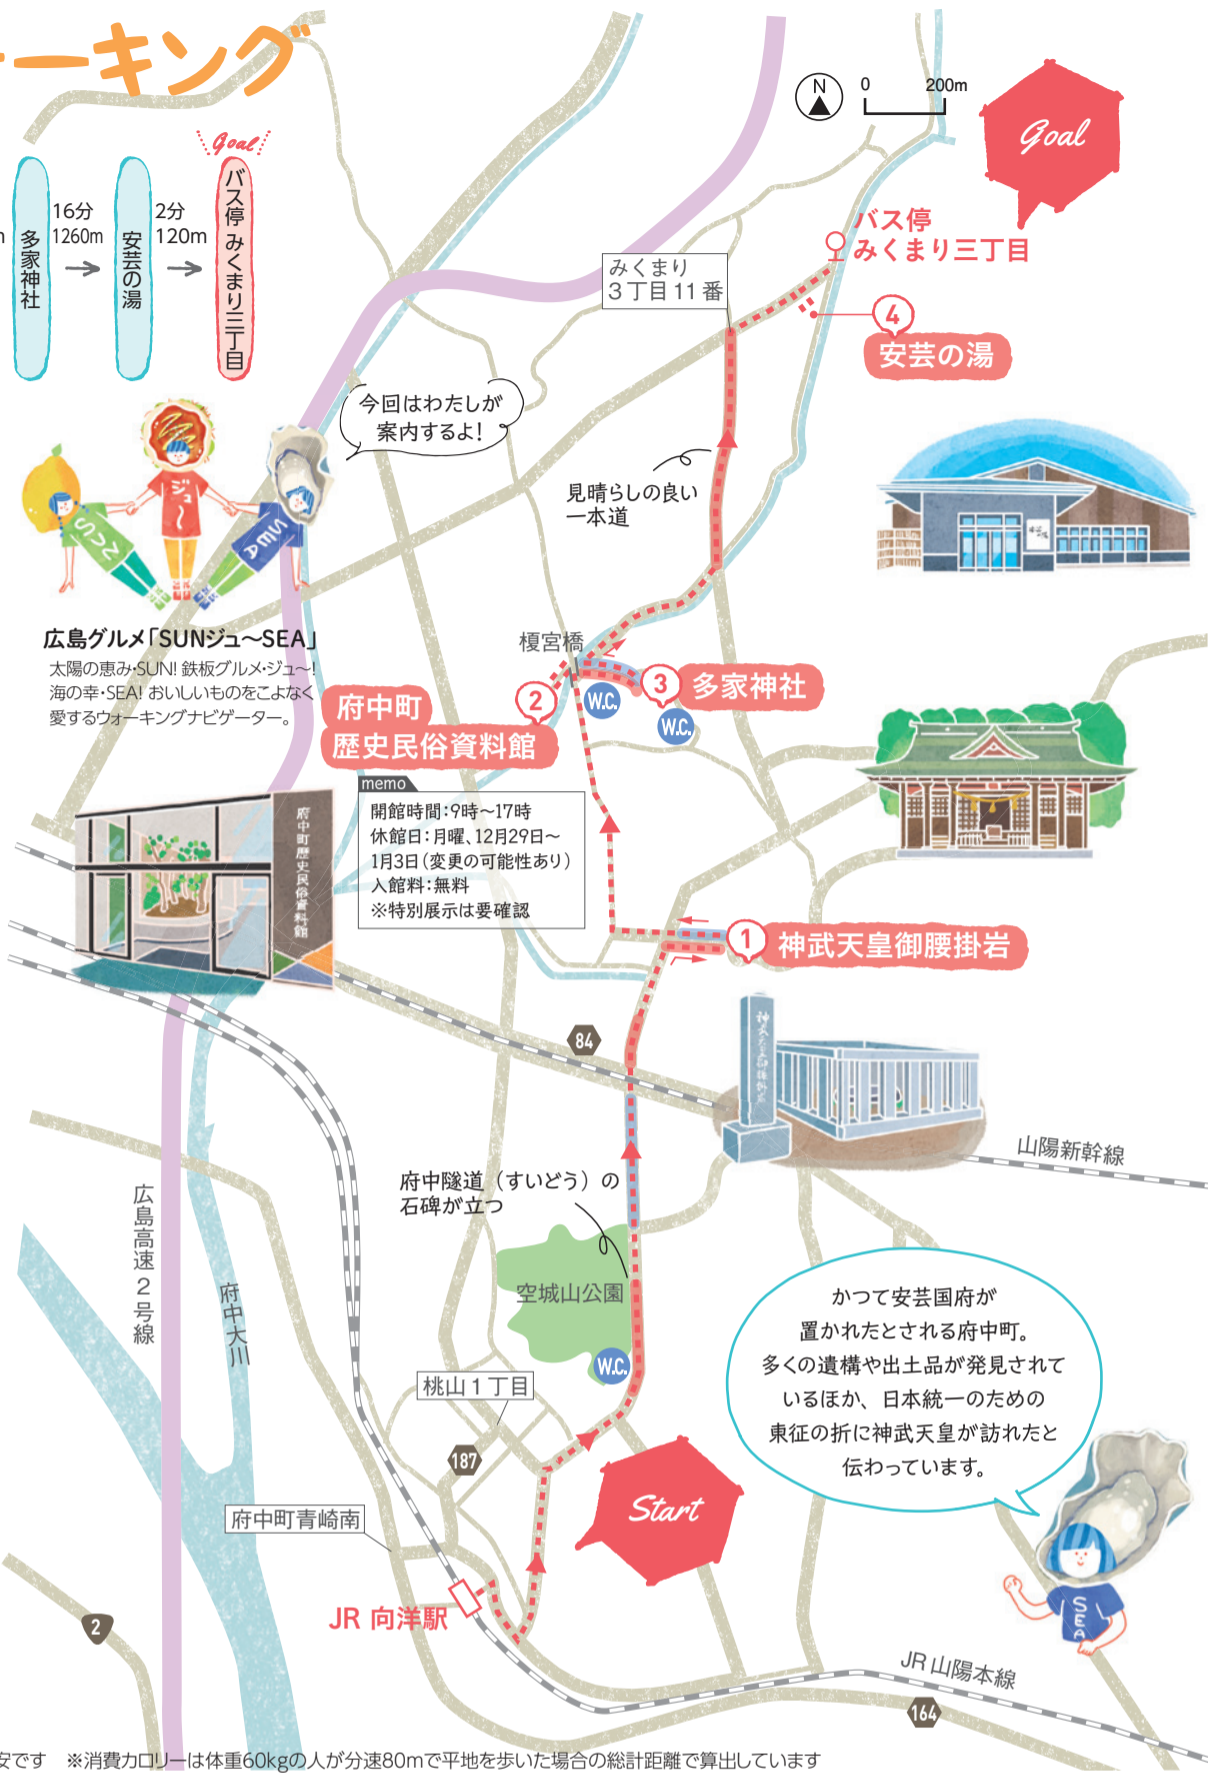 ーキング
多家神社
16分
1260m
安芸の湯
2分
120m
Goal
バス停 みくまり三丁目
N
0 200m
Goal
バス停
みくまり三丁目
みくまり
3丁目11番
4
安芸の湯
今回はわたしが
案内するよ!
ジュ〜
SUN
SEA
見晴らしの良い
一本道
広島グルメ「SUNジュ〜SEA」
太陽の恵み・SUN! 鉄板グルメ・ジュ〜!
海の幸・SEA! おいしいものをこよなく
愛するウォーキングナビゲーター。
榎宮橋
2
府中町
歴史民俗資料館
W.C.
3
多家神社
W.C.
memo
開館時間:9時〜17時
休館日:月曜、12月29日〜
1月3日(変更の可能性あり)
入館料:無料
※特別展示は要確認
府中町歴史民俗資料館
1
神武天皇御腰掛岩
84
山陽新幹線
府中隧道(すいどう)の
石碑が立つ
空城山公園
W.C.
広島高速2号線
府中大川
桃山1丁目
187
かつて安芸国府が
置かれたとされる府中町。
多くの遺構や出土品が発見されて
いるほか、日本統一のための
東征の折に神武天皇が訪れたと
伝わっています。
Start
府中町青崎南
JR 向洋駅
SEA
2
JR山陽本線
164
安です ※消費カロリーは体重60kgの人が分速80mで平地を歩いた場合の総計距離で算出しています